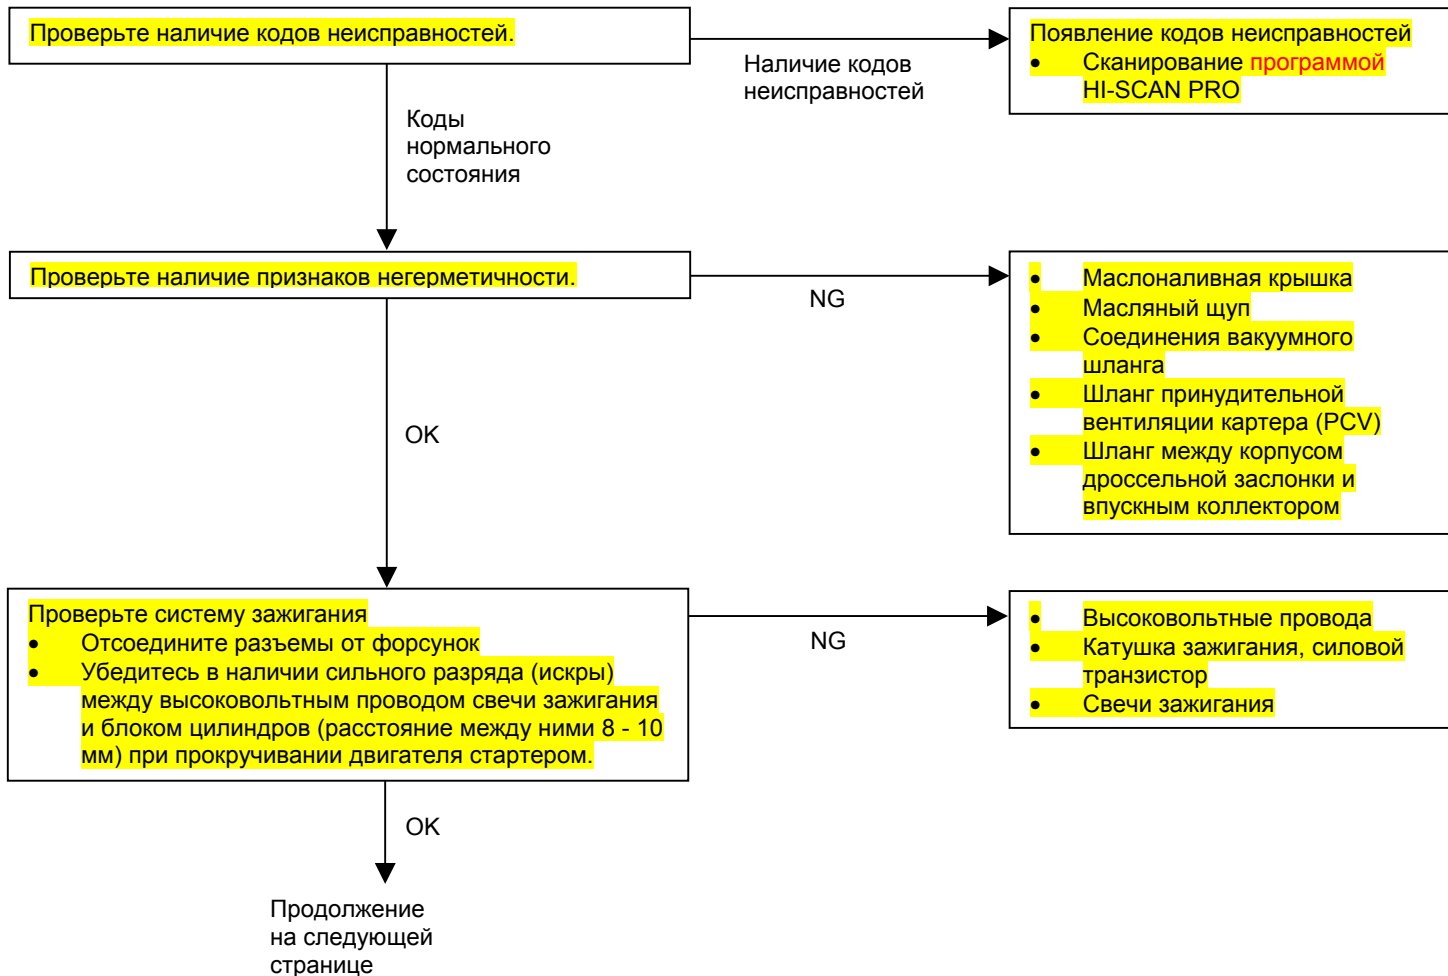 Проверьте наличие кодов неисправностей.
Наличие кодов
неисправностей
Появление кодов неисправностей
• Сканирование программой
HI-SCAN PRO
Коды
нормального
состояния
Проверьте наличие признаков негерметичности.
NG
• Маслоналивная крышка
• Масляный щуп
• Соединения вакуумного
шланга
• Шланг принудительной
вентиляции картера (PCV)
• Шланг между корпусом
дроссельной заслонки и
впускным коллектором
OK
Проверьте систему зажигания
• Отсоедините разъемы от форсунок
• Убедитесь в наличии сильного разряда (искры)
между высоковольтным проводом свечи зажигания
и блоком цилиндров (расстояние между ними 8 - 10
мм) при прокручивании двигателя стартером.
NG
• Высоковольтные провода
• Катушка зажигания, силовой
транзистор
• Свечи зажигания
OK
Продолжение
на следующей
странице